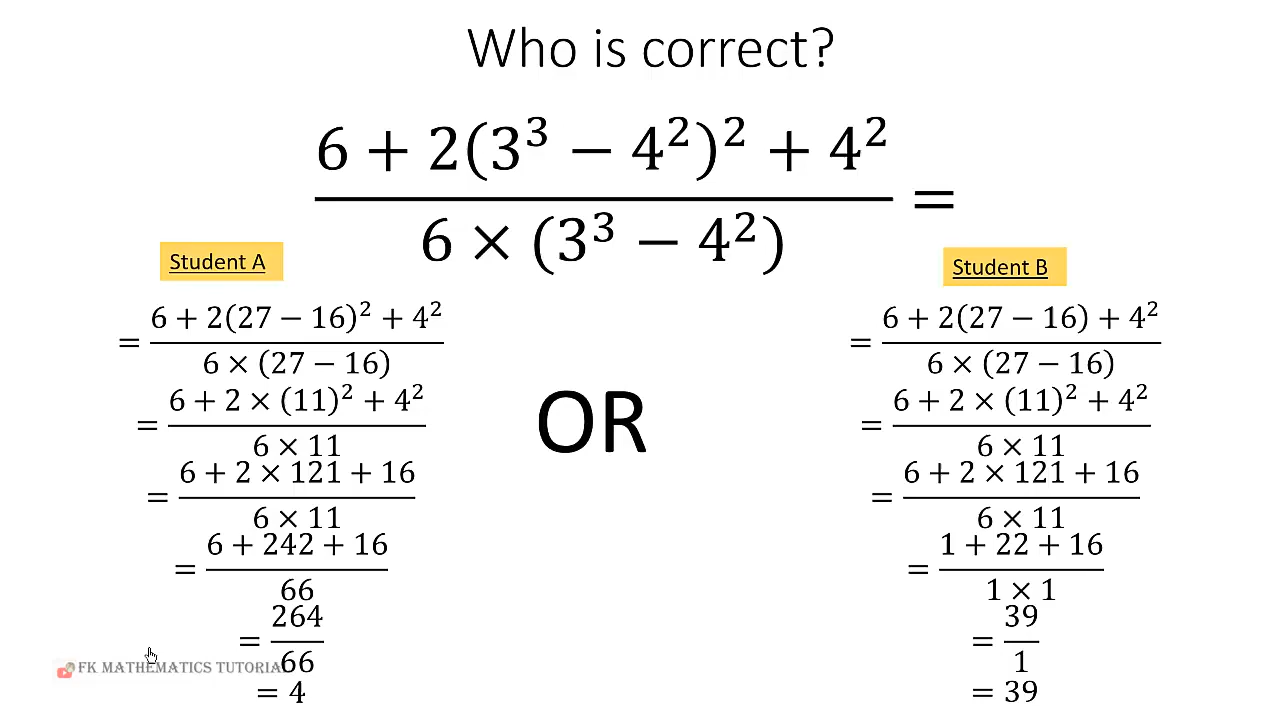 Who is correct?
6 + 2(3³ − 4²)² + 4²
6 × (3³ − 4²)
=
Student A
= 6 + 2(27 − 16)² + 4²
6 × (27 − 16)
= 6 + 2 × (11)² + 4²
6 × 11
= 6 + 2 × 121 + 16
6 × 11
= 6 + 242 + 16
66
= 264
66
= 4
OR
Student B
= 6 + 2(27 − 16) + 4²
6 × (27 − 16)
= 6 + 2 × (11)² + 4²
6 × 11
= 6 + 2 × 121 + 16
6 × 11
= 1 + 22 + 16
1 × 1
= 39
1
= 39
FK MATHEMATICS TUTORIAL